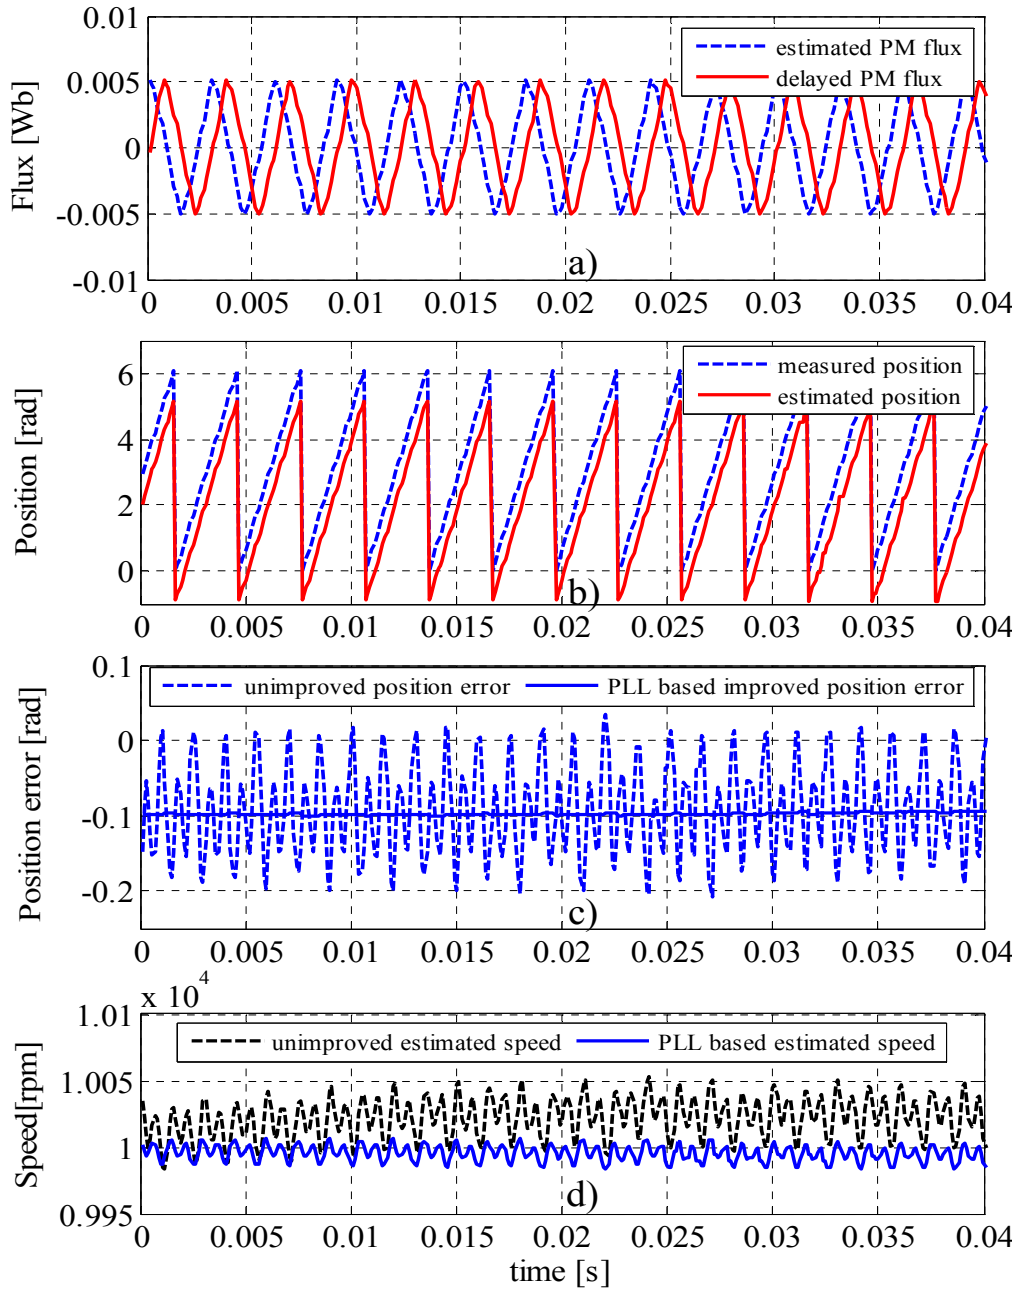 0.01
0.005
0
-0.005
-0.01
Flux [Wb]
estimated PM flux
delayed PM flux
a)
0 0.005 0.01 0.015 0.02 0.025 0.03 0.035 0.04
6
4
2
0
Position [rad]
measured position
estimated position
b)
0 0.005 0.01 0.015 0.02 0.025 0.03 0.035 0.04
0.1
0
-0.1
-0.2
Position error [rad]
unimproved position error PLL based improved position error
c)
0 0.005 0.01 0.015 0.02 0.025 0.03 0.035 0.04
x 10^4
1.01
1.005
1
0.995
Speed[rpm]
unimproved estimated speed PLL based estimated speed
d)
0 0.005 0.01 0.015 0.02 0.025 0.03 0.035 0.04
time [s]